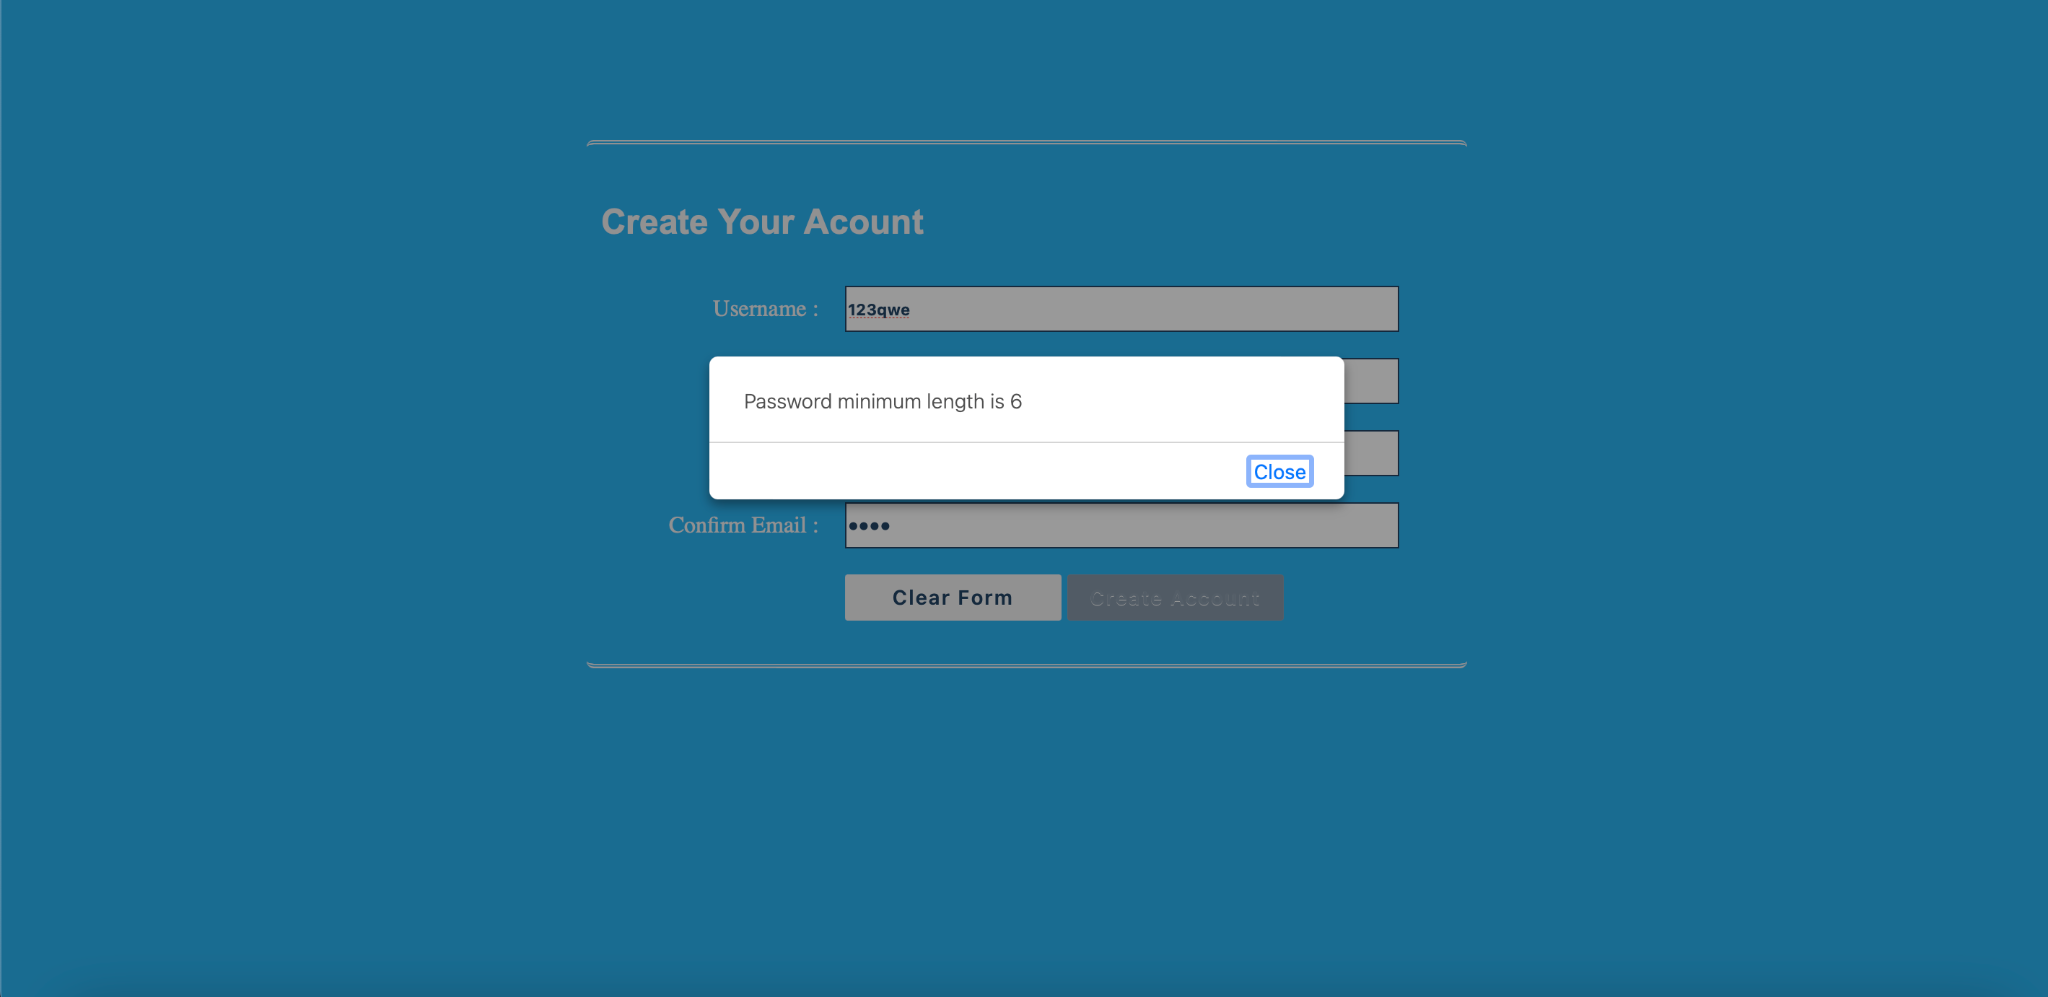 Create Your Acount
Username :
123qwe
Password minimum length is 6
Close
Confirm Email :
••••
Clear Form
Create Account